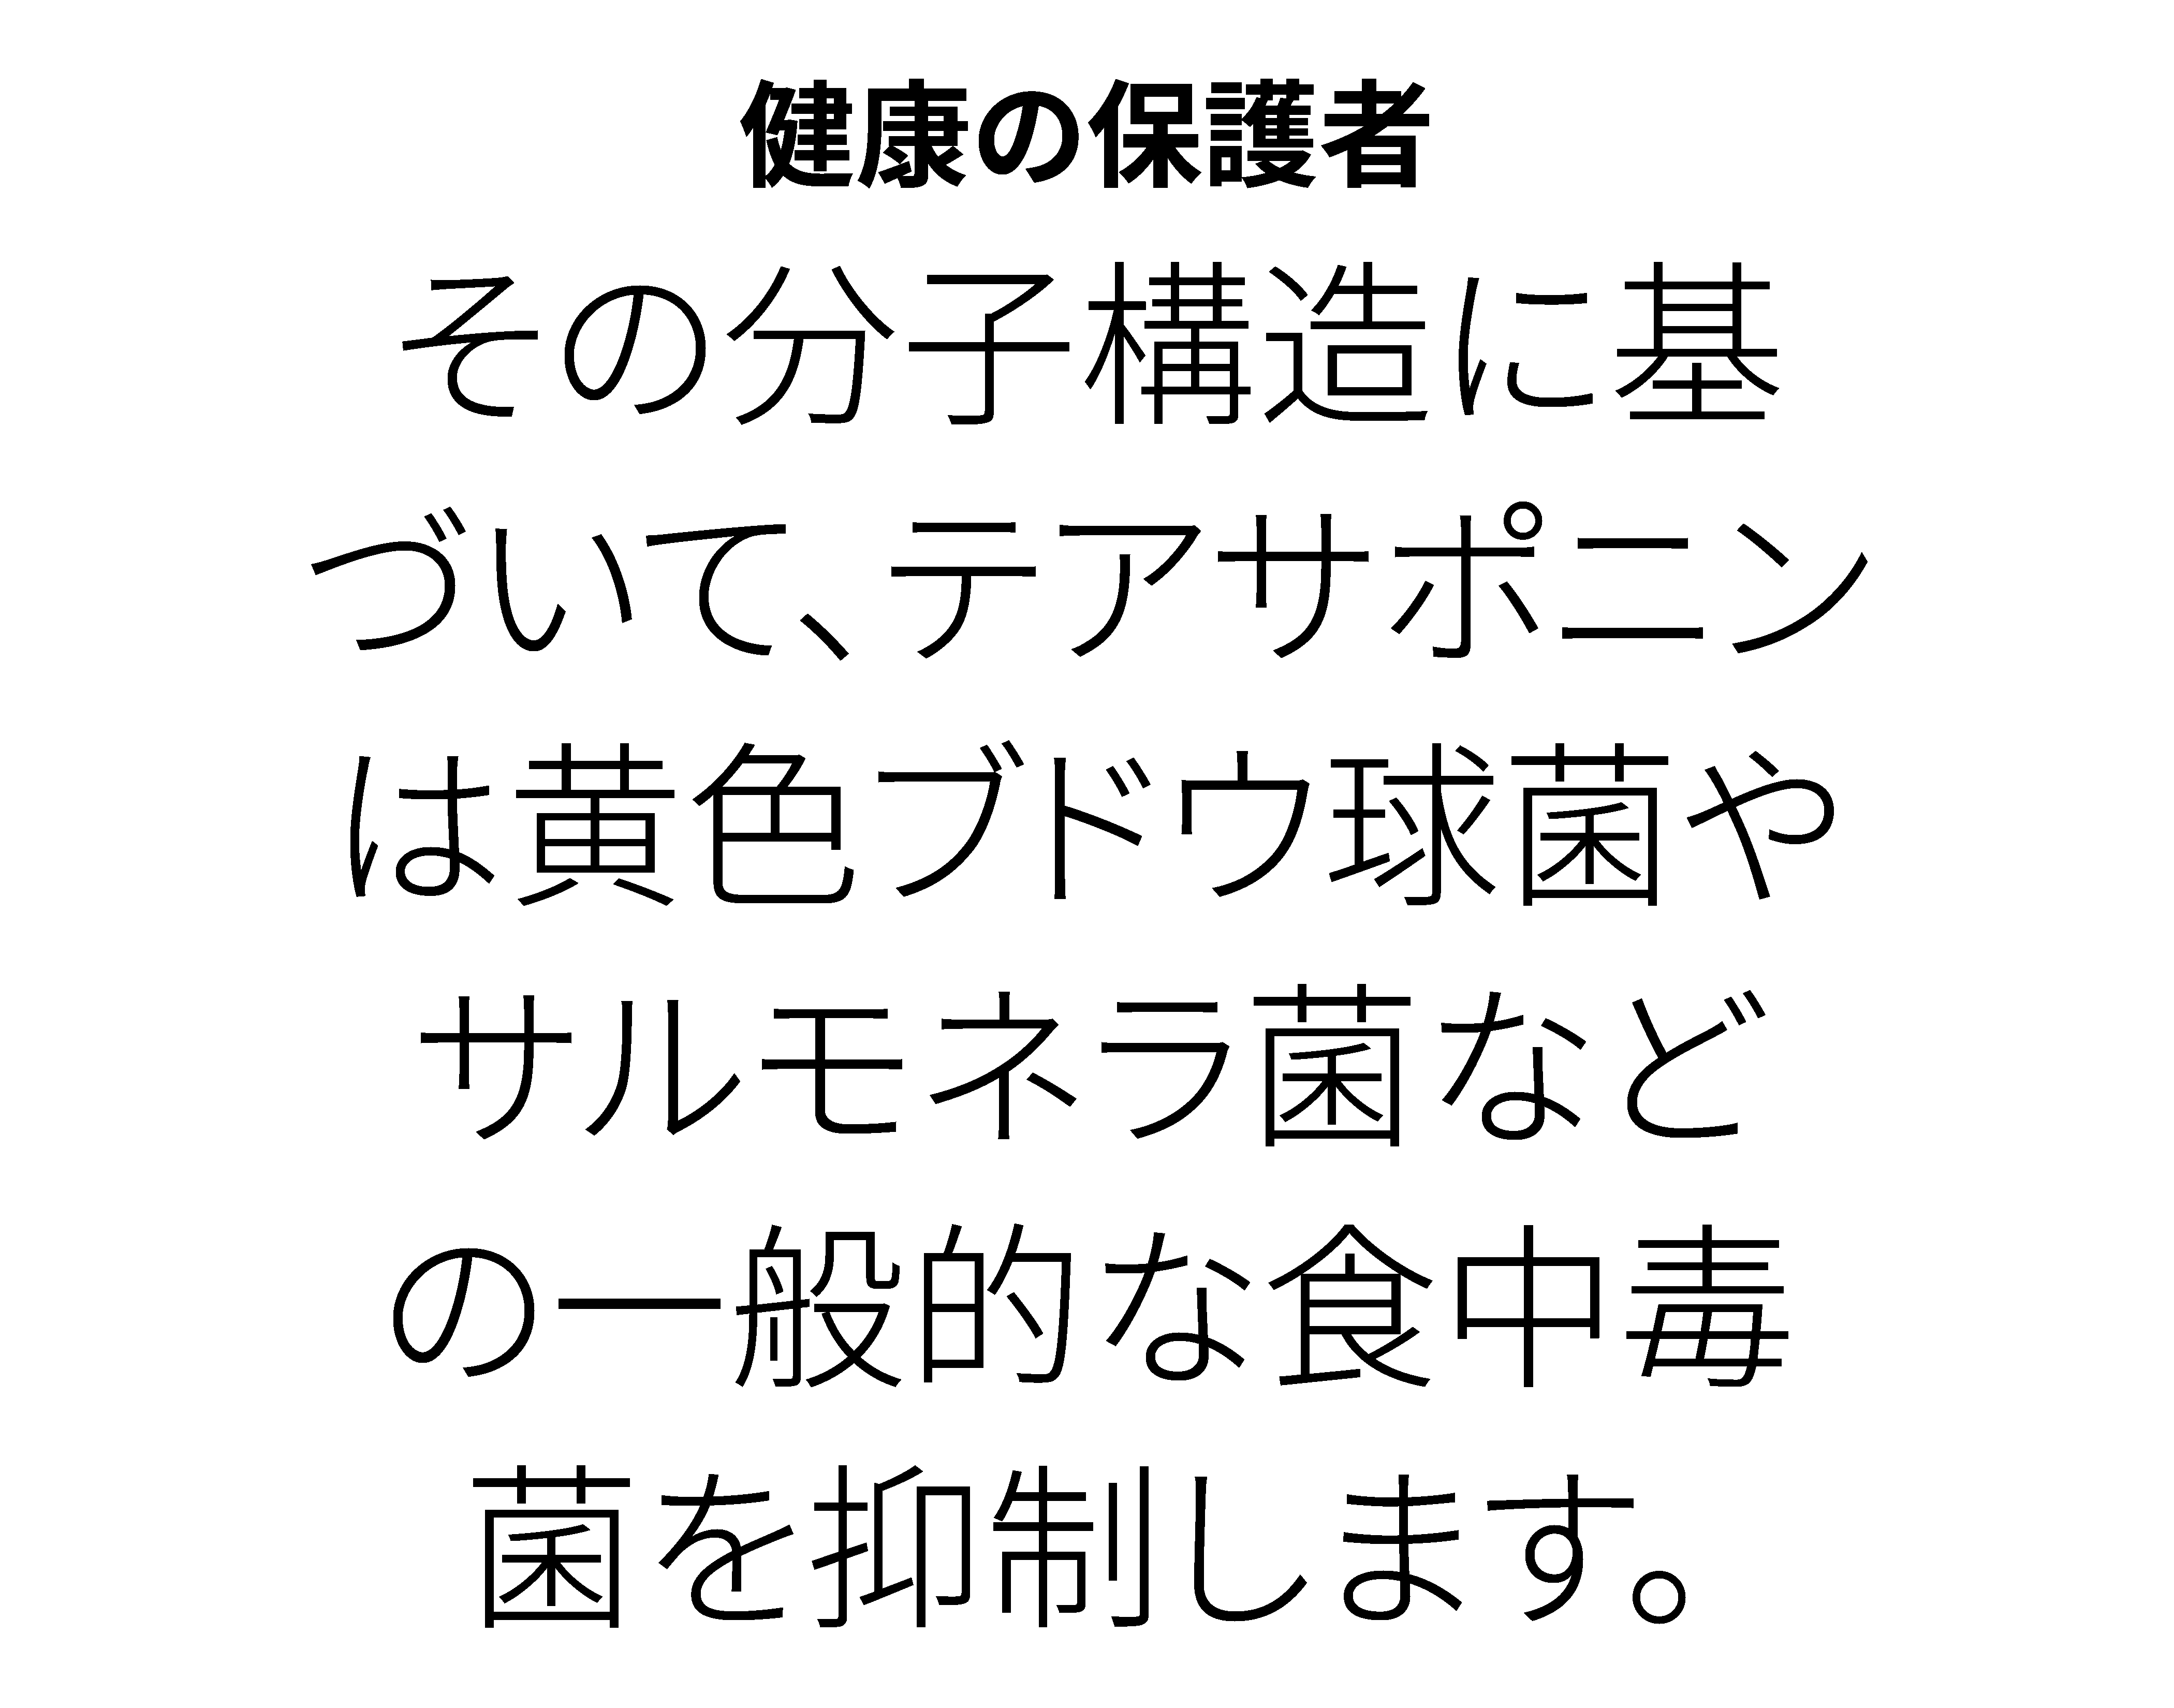 健康の保護者
その分子構造に基
づいて、テアサポニン
は黄色ブドウ球菌や
サルモネラ菌など
の一般的な食中毒
菌を抑制します。